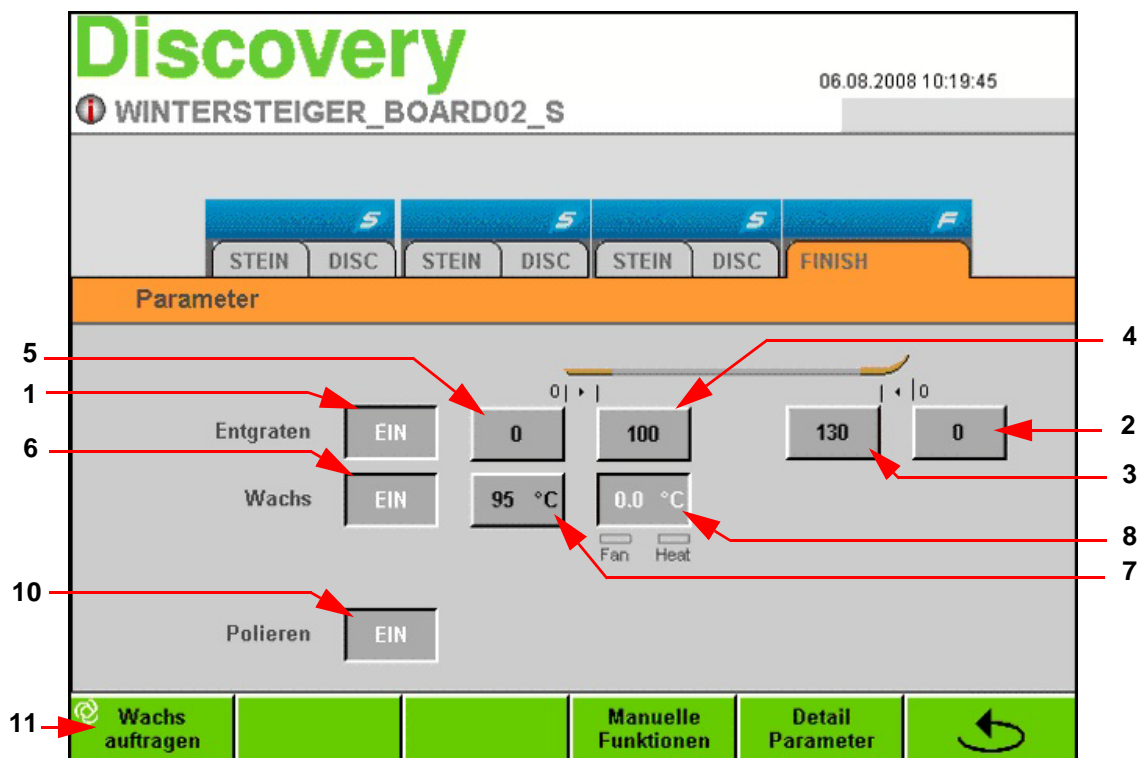 Discovery
WINTERSTEIGER_BOARD02_S
06.08.2008 10:19:45
S S S F
STEIN DISC STEIN DISC STEIN DISC FINISH
Parameter
5
4
1
0 0
Entgraten EIN 0 100 130 0
2
6
3
Wachs EIN 95 °C 0.0 °C
8
Fan Heat
7
10
Polieren EIN
11
Wachs auftragen
Manuelle Funktionen
Detail Parameter